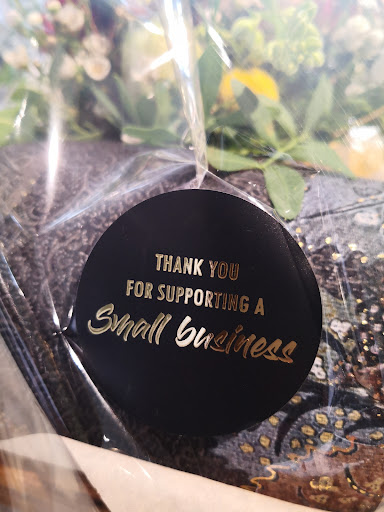 THANK YOU
FOR SUPPORTING A
Small business